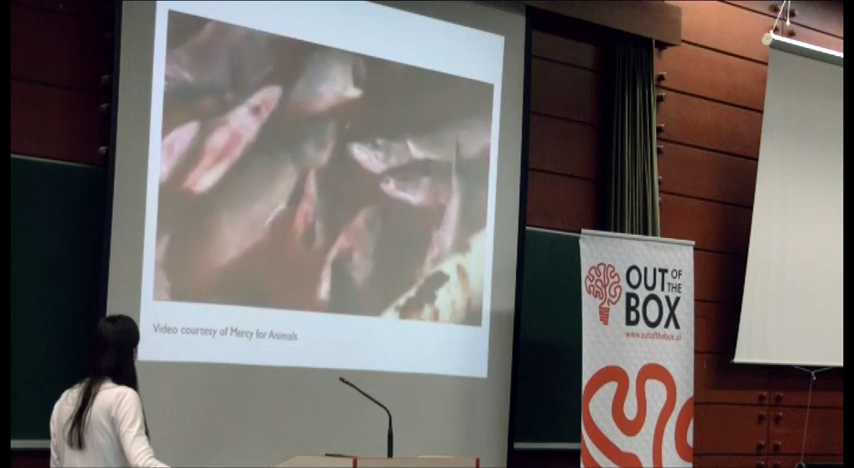 Video courtesy of Mercy for Animals
OUT OF
THE
BOX
www.outofthebox.si